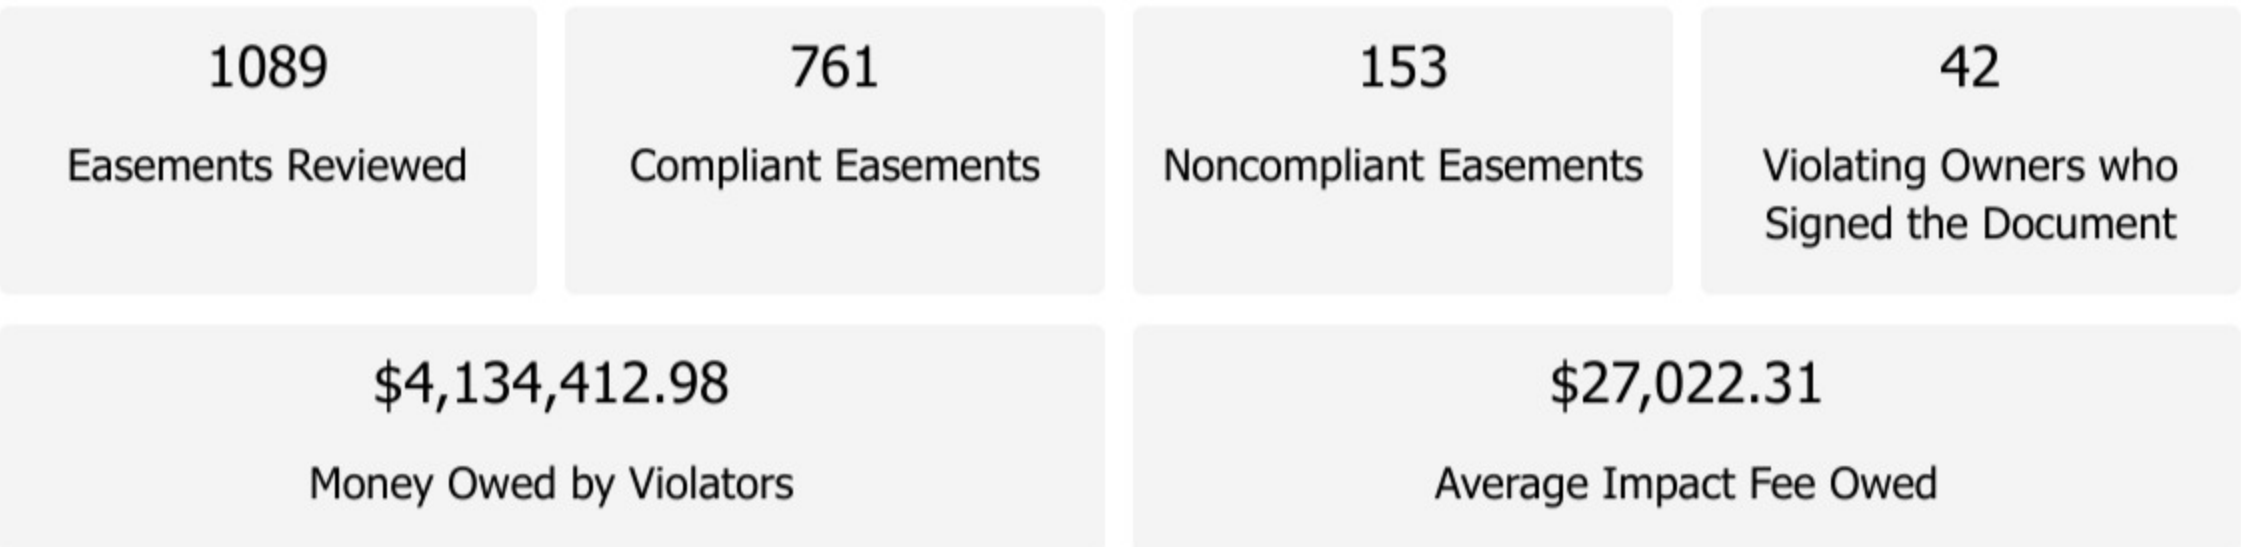 1089
Easements Reviewed
761
Compliant Easements
153
Noncompliant Easements
42
Violating Owners who
Signed the Document
$4,134,412.98
Money Owed by Violators
$27,022.31
Average Impact Fee Owed